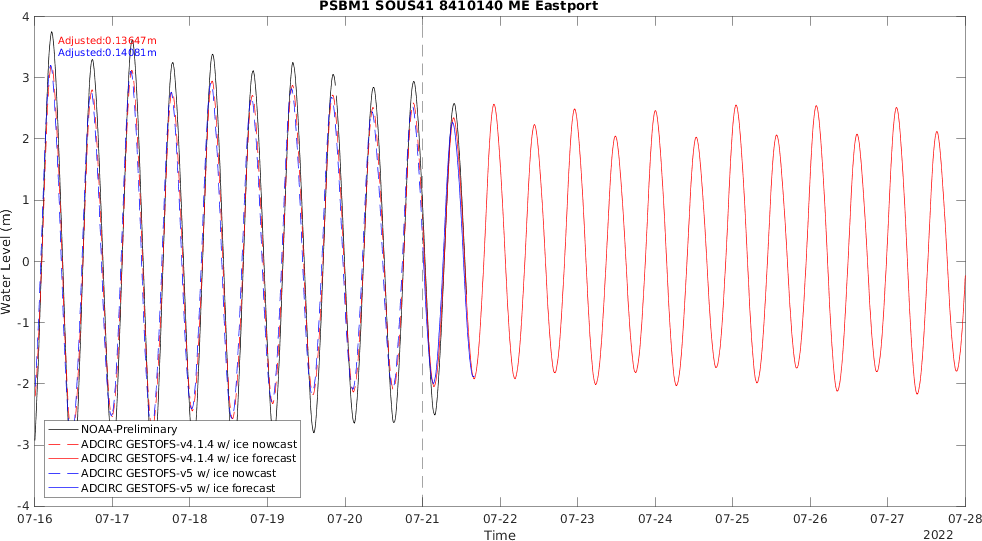 PSBM1 SOUS41 8410140 ME Eastport
Adjusted:0.13647m
Adjusted:0.14081m
4
3
2
1
0
-1
-2
-3
-4
Water Level (m)
NOAA-Preliminary
ADCIRC GESTOFS-v4.1.4 w/ ice nowcast
ADCIRC GESTOFS-v4.1.4 w/ ice forecast
ADCIRC GESTOFS-v5 w/ ice nowcast
ADCIRC GESTOFS-v5 w/ ice forecast
07-16 07-17 07-18 07-19 07-20 07-21 07-22 07-23 07-24 07-25 07-26 07-27 07-28
Time
2022